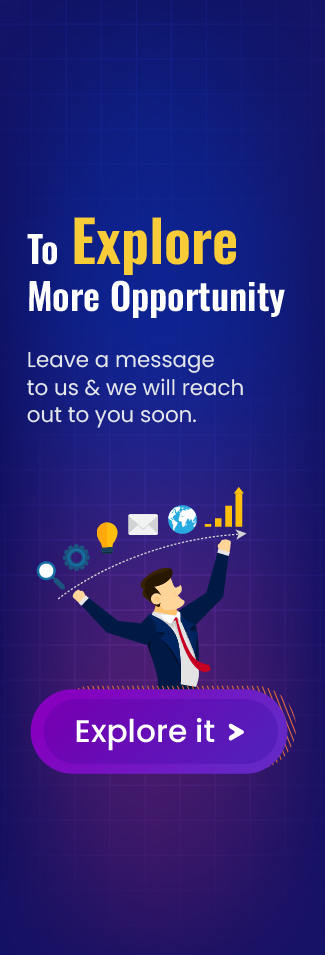 To Explore
More Opportunity
Leave a message
to us & we will reach
out to you soon.
Explore it >